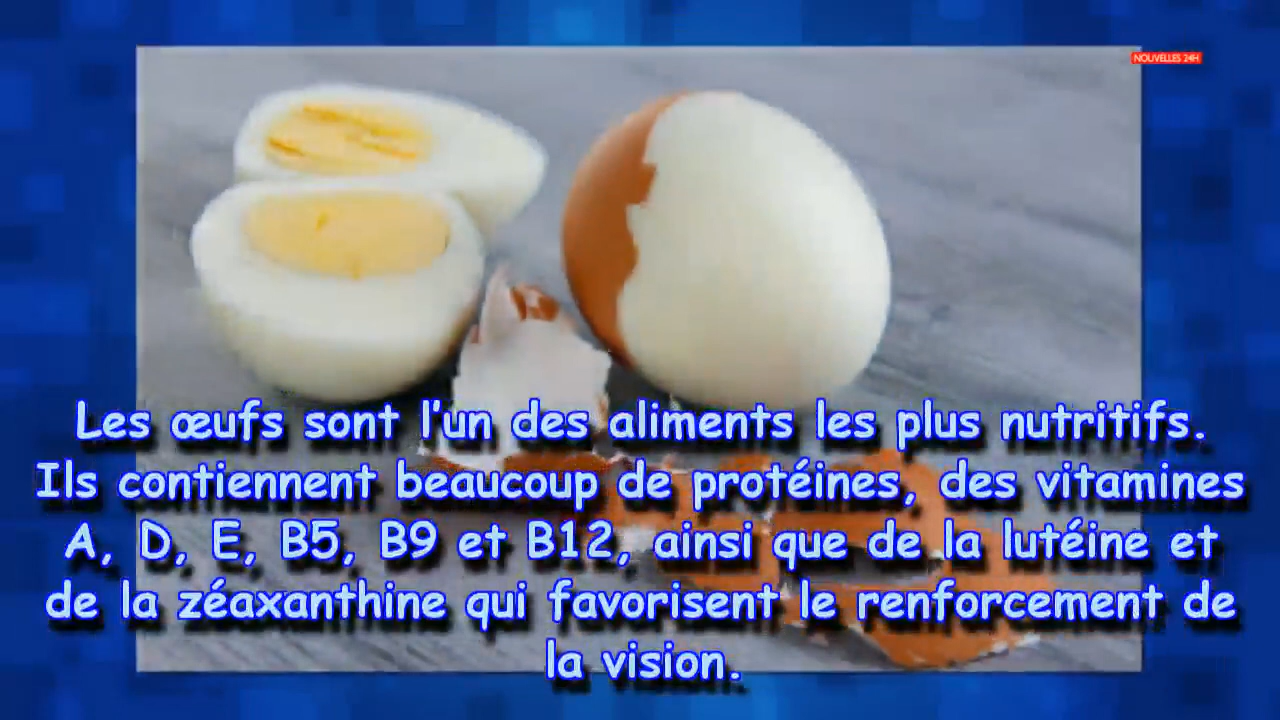 NOUVELLES 24H
Les œufs sont l'un des aliments les plus nutritifs.
Ils contiennent beaucoup de protéines, des vitamines
A, D, E, B5, B9 et B12, ainsi que de la lutéine et
de la zéaxanthine qui favorisent le renforcement de
la vision.